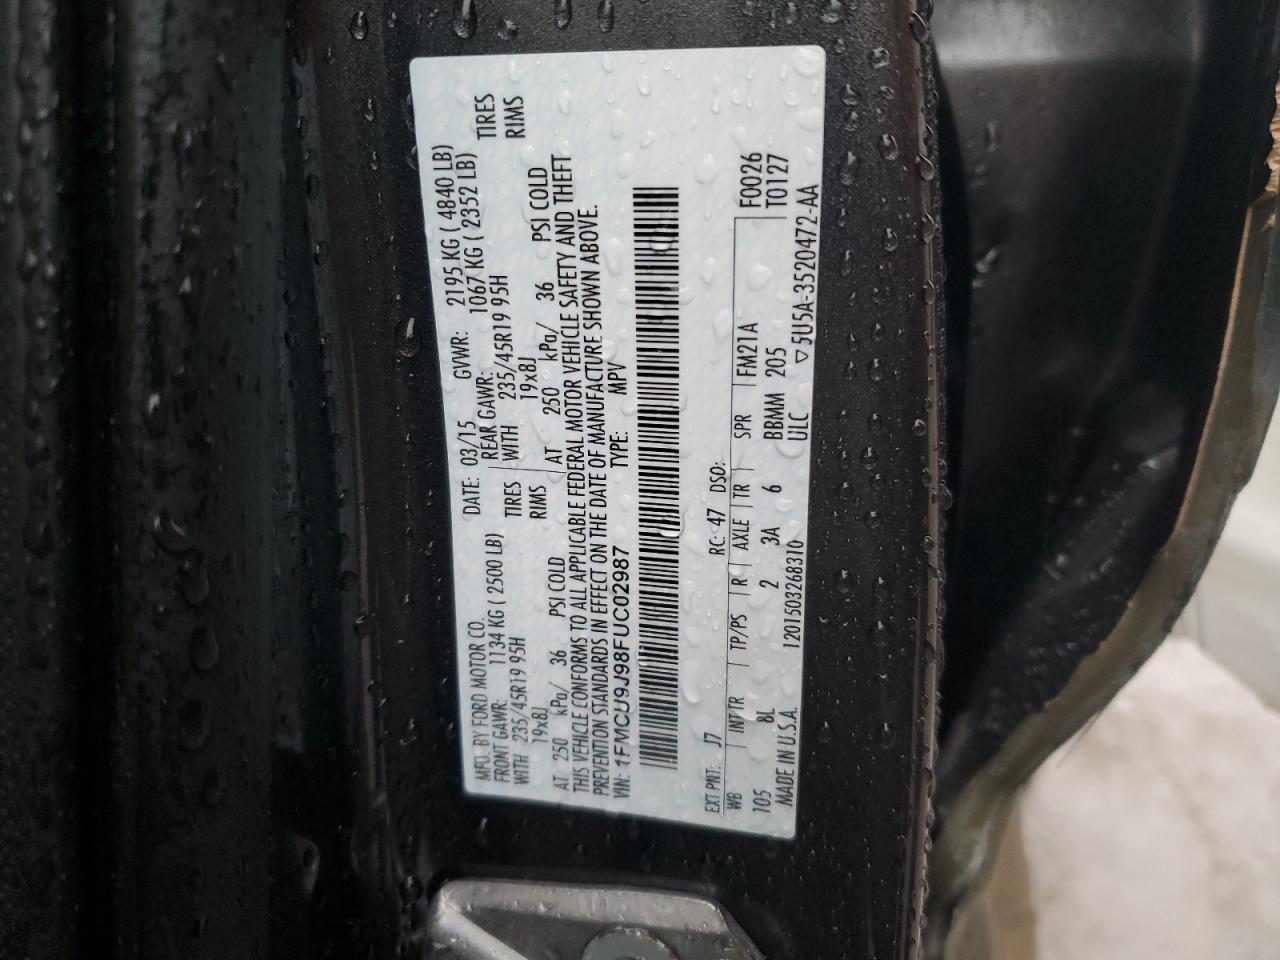 MFD. BY FORD MOTOR CO.
DATE: 03/15 GVWR: 2195 KG ( 4840 LB)
FRONT GAWR: 1134 KG ( 2500 LB)
REAR GAWR: 1067 KG ( 2352 LB)
WITH 235/45R19 95H TIRES
WITH 235/45R19 95H TIRES
19x8J RIMS
19x8J RIMS
AT 250 kPa/ 36 PSI COLD
AT 250 kPa/ 36 PSI COLD
THIS VEHICLE CONFORMS TO ALL APPLICABLE FEDERAL MOTOR VEHICLE SAFETY AND THEFT
PREVENTION STANDARDS IN EFFECT ON THE DATE OF MANUFACTURE SHOWN ABOVE.
VIN: 1FMCU9J98FUC02987 TYPE: MPV
EXT PNT: J7 RC: 47 DSO: F0026
WB INT TR TP/PS R AXLE TR SPR FM21A T0127
105 8L 2 3A 6 BBMM 205
MADE IN U.S.A. 1201503268310 ULC ▽5U5A-3520472-AA